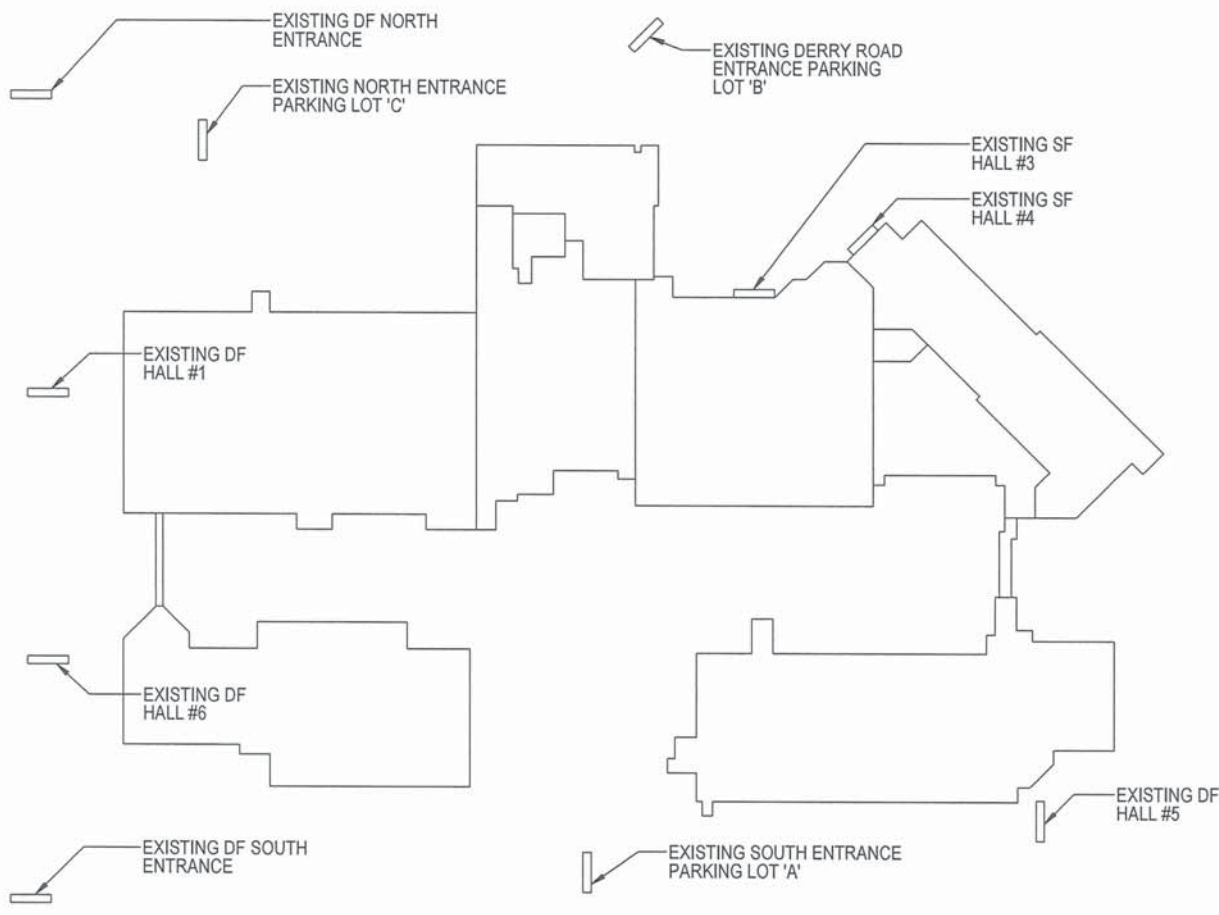 EXISTING DF NORTH
ENTRANCE
EXISTING DERRY ROAD
ENTRANCE PARKING
LOT 'B'
EXISTING NORTH ENTRANCE
PARKING LOT 'C'
EXISTING SF
HALL #3
EXISTING SF
HALL #4
EXISTING DF
HALL #1
EXISTING DF
HALL #6
EXISTING DF
HALL #5
EXISTING DF SOUTH
ENTRANCE
EXISTING SOUTH ENTRANCE
PARKING LOT 'A'